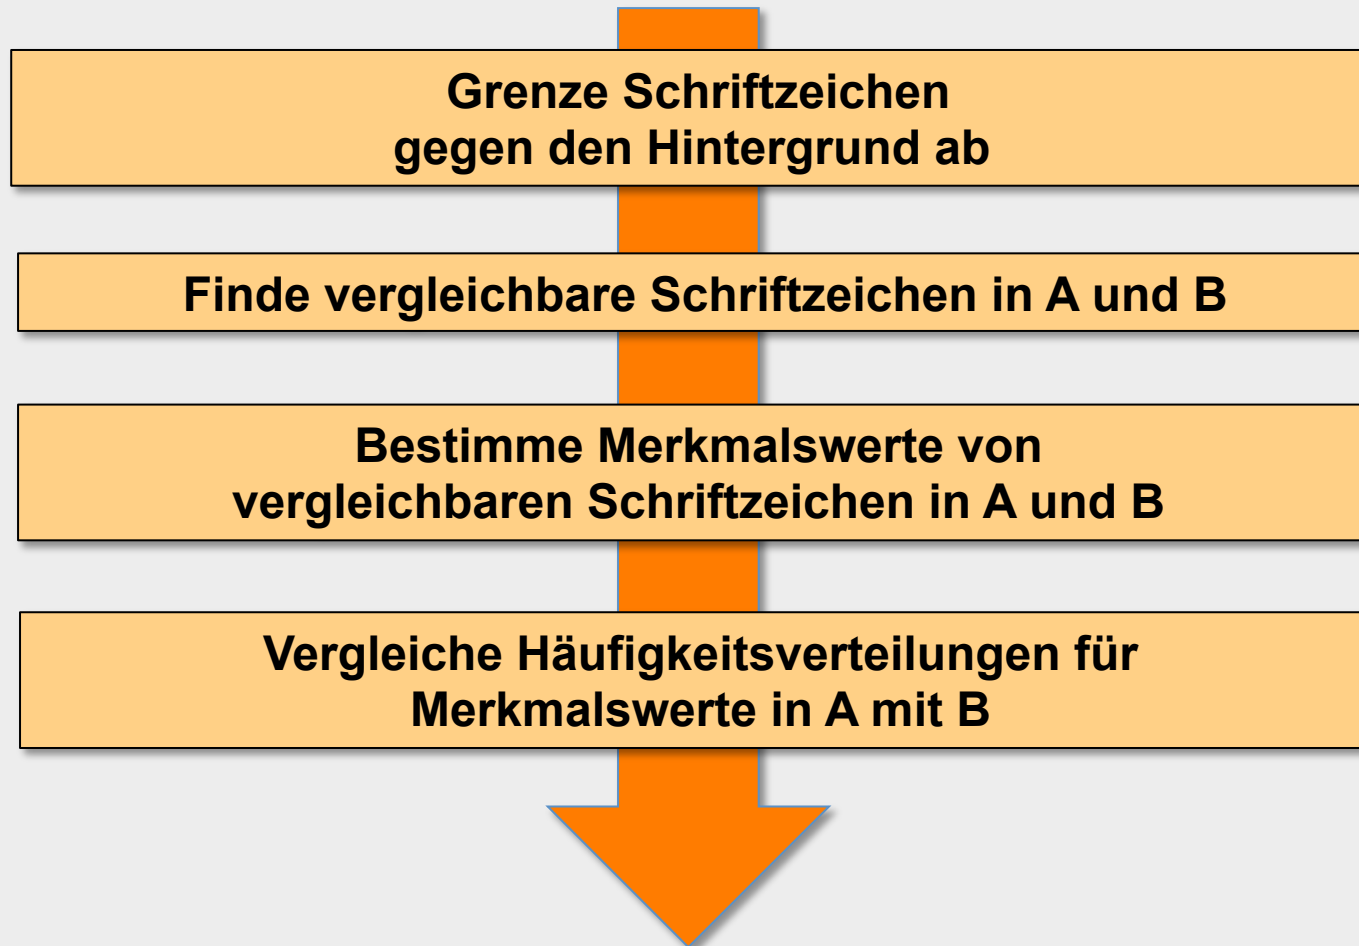 Grenze Schriftzeichen
gegen den Hintergrund ab
Finde vergleichbare Schriftzeichen in A und B
Bestimme Merkmalswerte von
vergleichbaren Schriftzeichen in A und B
Vergleiche Häufigkeitsverteilungen für
Merkmalswerte in A mit B